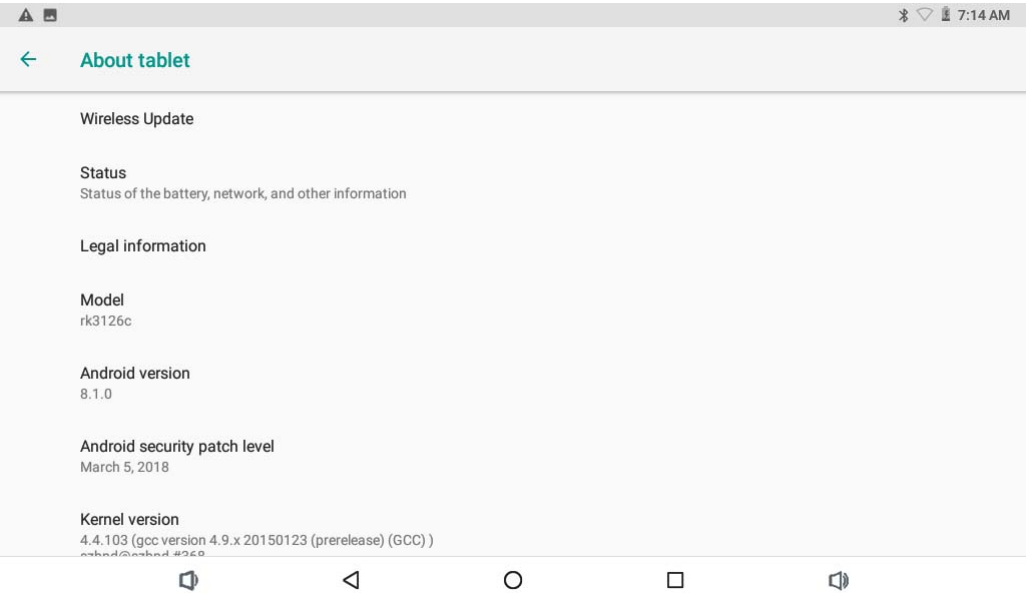 7:14 AM
About tablet
Wireless Update
Status
Status of the battery, network, and other information
Legal information
Model
rk3126c
Android version
8.1.0
Android security patch level
March 5, 2018
Kernel version
4.4.103 (gcc version 4.9.x 20150123 (prerelease) (GCC) )